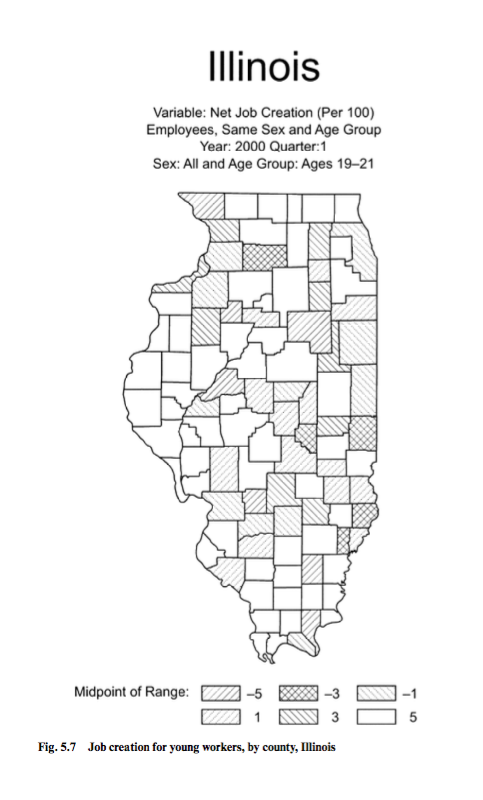 Illinois
Variable: Net Job Creation (Per 100)
Employees, Same Sex and Age Group
Year: 2000 Quarter:1
Sex: All and Age Group: Ages 19–21
Midpoint of Range: –5 –3 –1
1 3 5
Fig. 5.7 Job creation for young workers, by county, Illinois